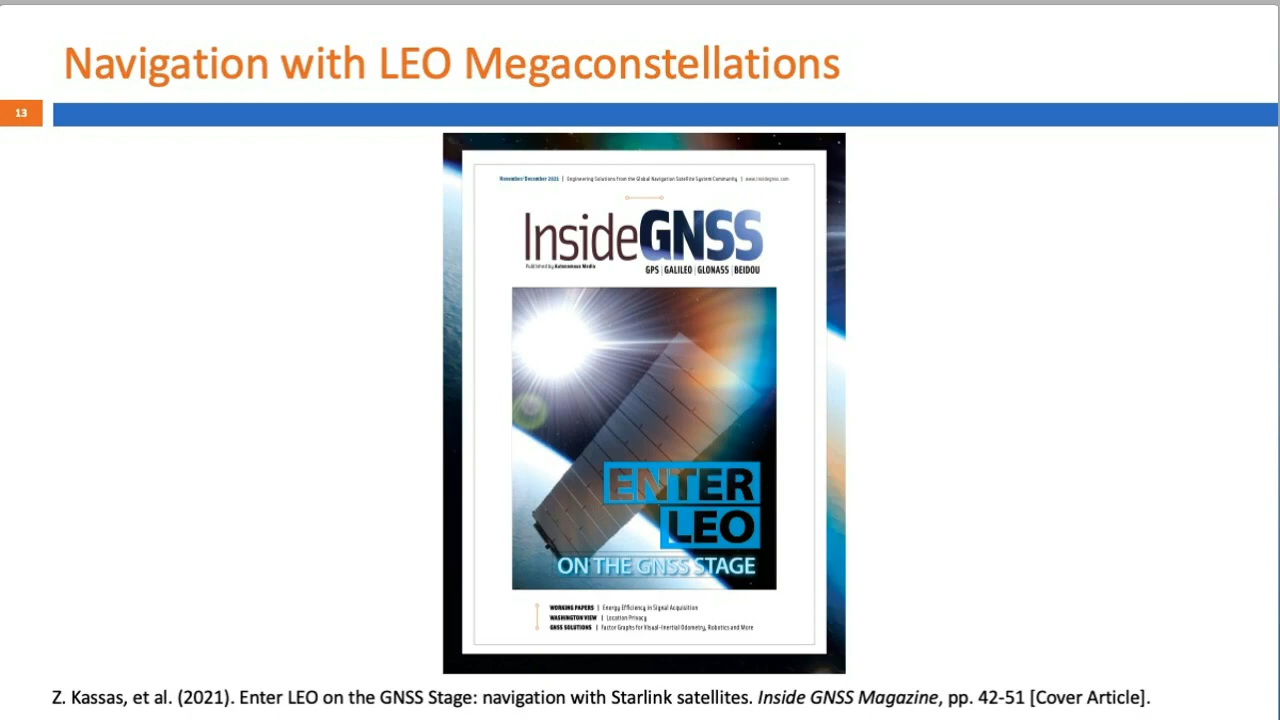 Navigation with LEO Megaconstellations
13
November/December 2021 | Engineering Solutions from the Global Navigation Satellite System Community | www.insidegnss.com
InsideGNSS
Published by Autonomous Media
GPS | GALILEO | GLONASS | BEIDOU
ENTER
LEO
ON THE GNSS STAGE
WORKING PAPERS | Energy Efficiency in Signal Acquisition
WASHINGTON VIEW | Location Privacy
GNSS SOLUTIONS | Factor Graphs for Visual-Inertial Odometry, Robotics and More
Z. Kassas, et al. (2021). Enter LEO on the GNSS Stage: navigation with Starlink satellites. Inside GNSS Magazine, pp. 42-51 [Cover Article].